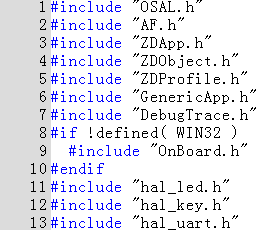 1 #include "OSAL.h"
2 #include "AF.h"
3 #include "ZDApp.h"
4 #include "ZDObject.h"
5 #include "ZDProfile.h"
6 #include "GenericApp.h"
7 #include "DebugTrace.h"
8 #if !defined( WIN32 )
9   #include "OnBoard.h"
10 #endif
11 #include "hal_led.h"
12 #include "hal_key.h"
13 #include "hal_uart.h"